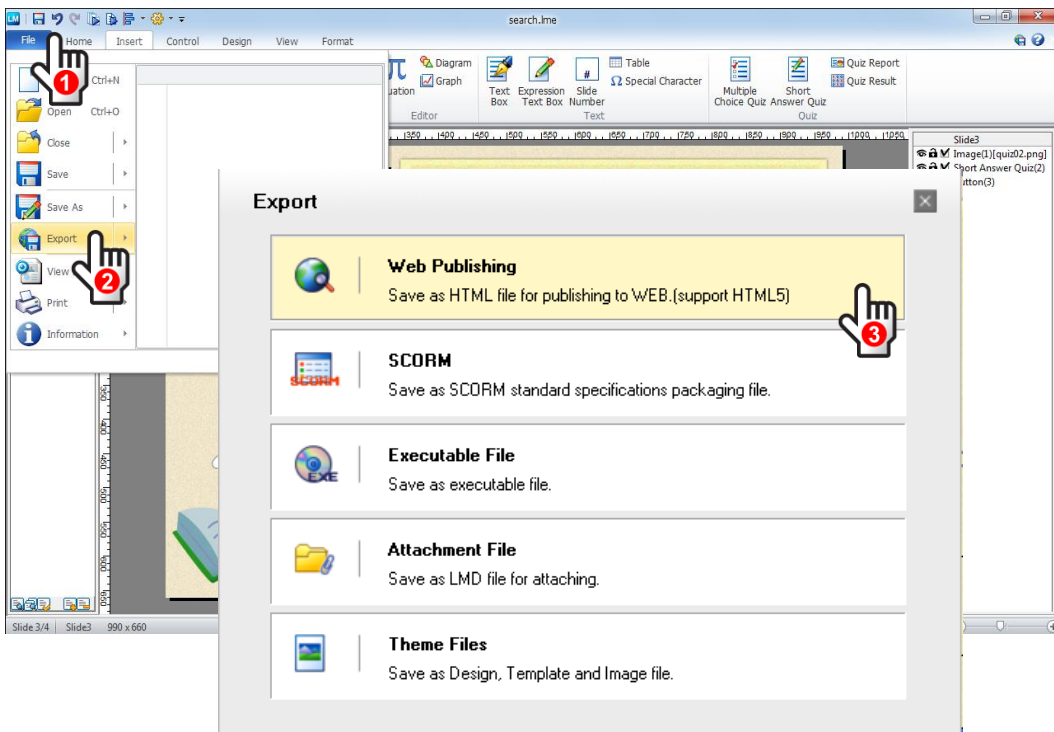 LM
search.lme
File Home Insert Control Design View Format
Ctrl+N
Open Ctrl+O
Close
Save
Save As
Export
View
Print
Information
Diagram
Graph
Editor
Text Box
Expression Text Box
Slide Number
Table
Special Character
Text
Multiple Choice Quiz
Short Answer Quiz
Quiz Report
Quiz Result
Quiz
1
2
3
Slide3
Image(1)[quiz02.png]
Short Answer Quiz(2)
Export
Web Publishing
Save as HTML file for publishing to WEB.(support HTML5)
SCORM
SCORM
Save as SCORM standard specifications packaging file.
EXE
Executable File
Save as executable file.
Attachment File
Save as LMD file for attaching.
Theme Files
Save as Design, Template and Image file.
Slide 3/4 Slide3 990 x 660